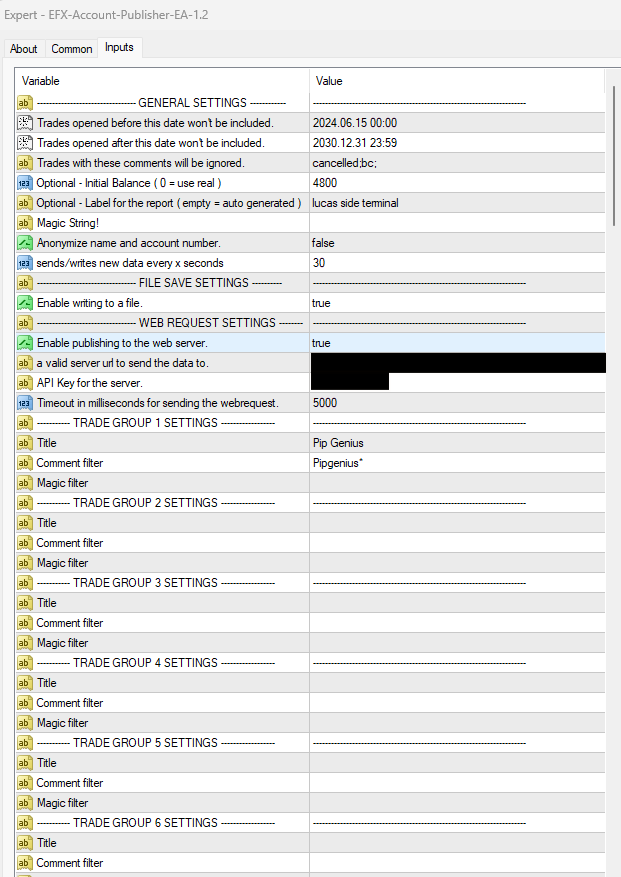 Expert - EFX-Account-Publisher-EA-1.2
About Common Inputs
Variable Value
ab ------------------------------ GENERAL SETTINGS ----------- ----------------------------------------------------------------
Trades opened before this date won't be included. 2024.06.15 00:00
Trades opened after this date won't be included. 2030.12.31 23:59
ab Trades with these comments will be ignored. cancelled;bc;
123 Optional - Initial Balance ( 0 = use real ) 4800
ab Optional - Label for the report ( empty = auto generated ) lucas side terminal
ab Magic String!
Anonymize name and account number. false
123 sends/writes new data every x seconds 30
ab ------------------------------ FILE SAVE SETTINGS --------- ----------------------------------------------------------------
Enable writing to a file. true
ab ------------------------------ WEB REQUEST SETTINGS ------- ----------------------------------------------------------------
Enable publishing to the web server. true
ab a valid server url to send the data to.
ab API Key for the server.
123 Timeout in milliseconds for sending the webrequest. 5000
ab ---------- TRADE GROUP 1 SETTINGS ---------------- ----------------------------------------------------------------
ab Title Pip Genius
ab Comment filter Pipgenius*
ab Magic filter
ab ---------- TRADE GROUP 2 SETTINGS ---------------- ----------------------------------------------------------------
ab Title
ab Comment filter
ab Magic filter
ab ---------- TRADE GROUP 3 SETTINGS ---------------- ----------------------------------------------------------------
ab Title
ab Comment filter
ab Magic filter
ab ---------- TRADE GROUP 4 SETTINGS ---------------- ----------------------------------------------------------------
ab Title
ab Comment filter
ab Magic filter
ab ---------- TRADE GROUP 5 SETTINGS ---------------- ----------------------------------------------------------------
ab Title
ab Comment filter
ab Magic filter
ab ---------- TRADE GROUP 6 SETTINGS ---------------- ----------------------------------------------------------------
ab Title
ab Comment filter